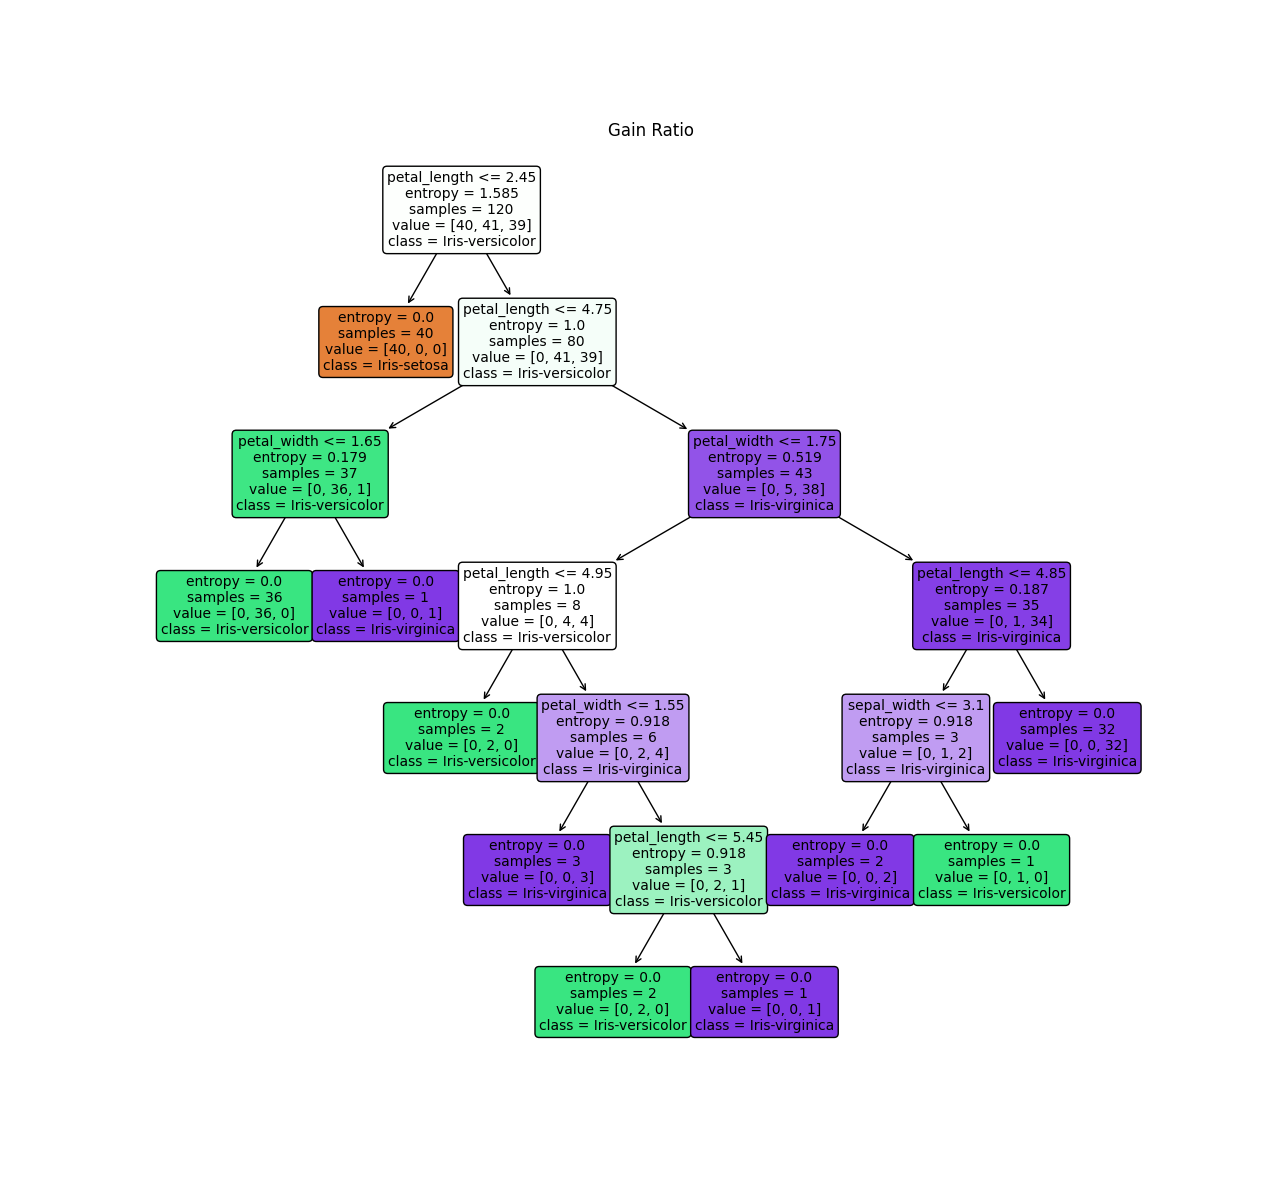 Gain Ratio
petal_length <= 2.45
entropy = 1.585
samples = 120
value = [40, 41, 39]
class = Iris-versicolor
entropy = 0.0
samples = 40
value = [40, 0, 0]
class = Iris-setosa
petal_length <= 4.75
entropy = 1.0
samples = 80
value = [0, 41, 39]
class = Iris-versicolor
petal_width <= 1.65
entropy = 0.179
samples = 37
value = [0, 36, 1]
class = Iris-versicolor
petal_width <= 1.75
entropy = 0.519
samples = 43
value = [0, 5, 38]
class = Iris-virginica
entropy = 0.0
samples = 36
value = [0, 36, 0]
class = Iris-versicolor
entropy = 0.0
samples = 1
value = [0, 0, 1]
class = Iris-virginica
petal_length <= 4.95
entropy = 1.0
samples = 8
value = [0, 4, 4]
class = Iris-versicolor
petal_length <= 4.85
entropy = 0.187
samples = 35
value = [0, 1, 34]
class = Iris-virginica
entropy = 0.0
samples = 2
value = [0, 2, 0]
class = Iris-versicolor
petal_width <= 1.55
entropy = 0.918
samples = 6
value = [0, 2, 4]
class = Iris-virginica
sepal_width <= 3.1
entropy = 0.918
samples = 3
value = [0, 1, 2]
class = Iris-virginica
entropy = 0.0
samples = 32
value = [0, 0, 32]
class = Iris-virginica
entropy = 0.0
samples = 3
value = [0, 0, 3]
class = Iris-virginica
petal_length <= 5.45
entropy = 0.918
samples = 3
value = [0, 2, 1]
class = Iris-versicolor
entropy = 0.0
samples = 2
value = [0, 0, 2]
class = Iris-virginica
entropy = 0.0
samples = 1
value = [0, 1, 0]
class = Iris-versicolor
entropy = 0.0
samples = 2
value = [0, 2, 0]
class = Iris-versicolor
entropy = 0.0
samples = 1
value = [0, 0, 1]
class = Iris-virginica